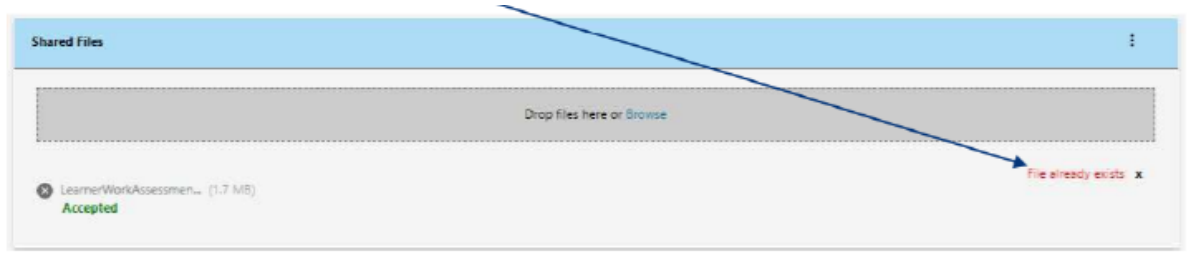 Shared Files
Drop files here or Browse
File already exists x
LearnerWorkAssessmen... (1.7 MB)
Accepted